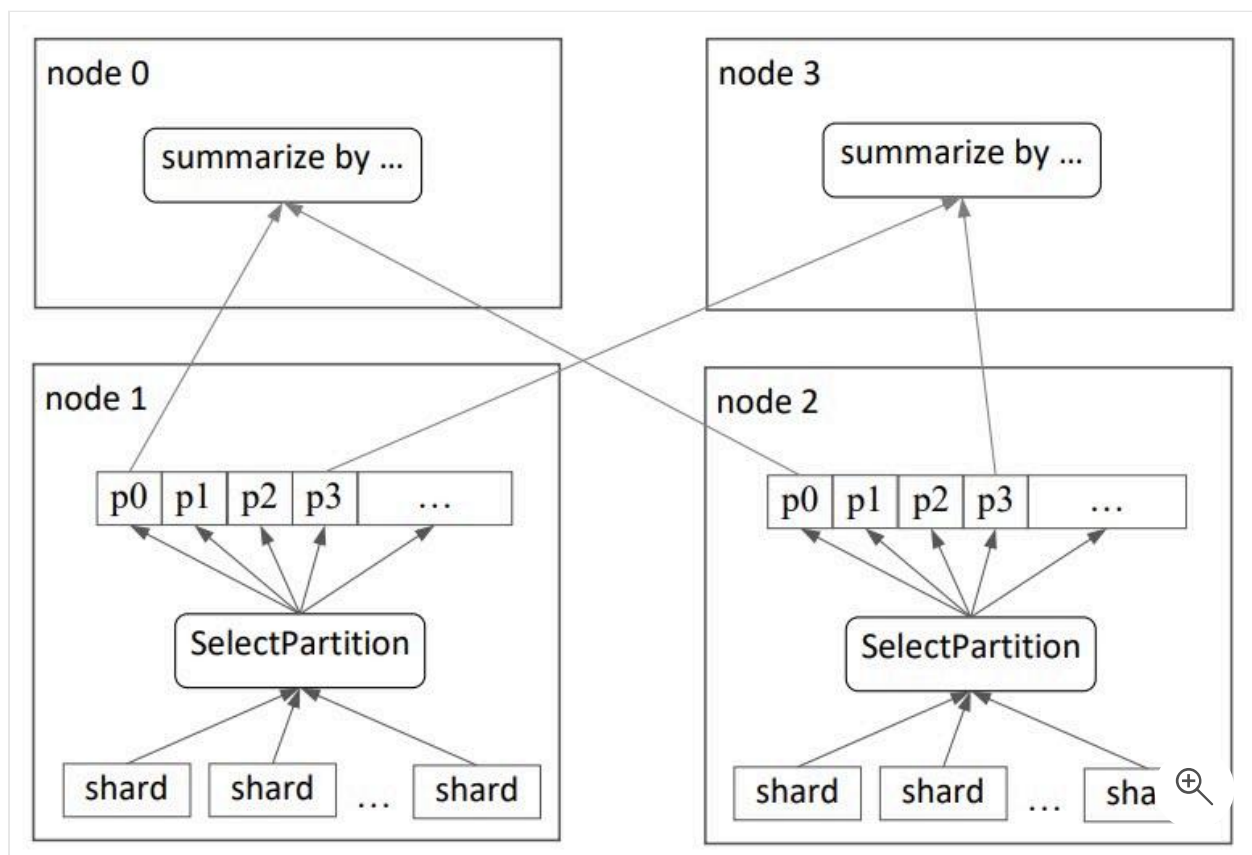 node 0
summarize by ...
node 3
summarize by ...
node 1
p0 p1 p2 p3 ...
SelectPartition
shard shard ... shard
node 2
p0 p1 p2 p3 ...
SelectPartition
shard shard ... sha